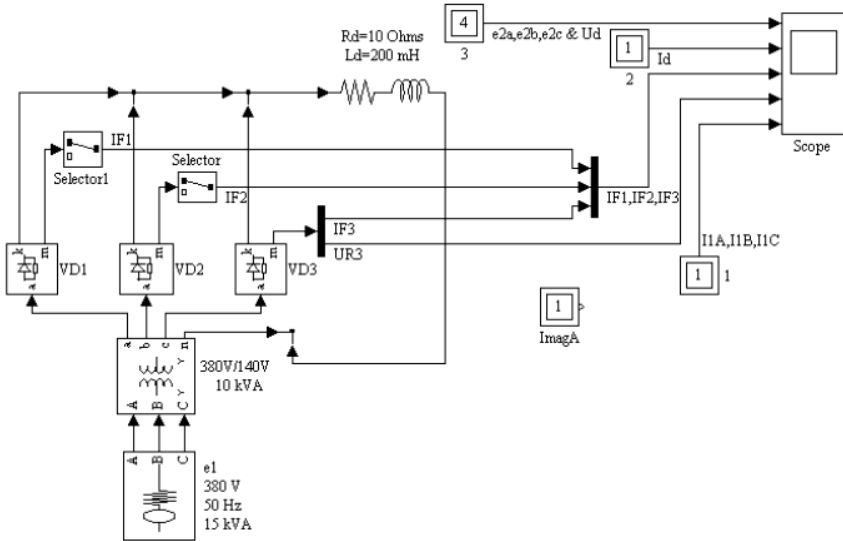 Rd=10 Ohms
Ld=200 mH
4
e2a,e2b,e2c & Ud
3
1
Id
2
Scope
IF1
Selector1
Selector
IF2
IF1,IF2,IF3
IF3
UR3
I1A,I1B,I1C
1
1
k
m
a
VD1
k
m
a
VD2
k
m
a
VD3
1
ImagA
a
b
c
n
Y
Y
A
B
C
380V/140V
10 kVA
A
B
C
e1
380 V
50 Hz
15 kVA